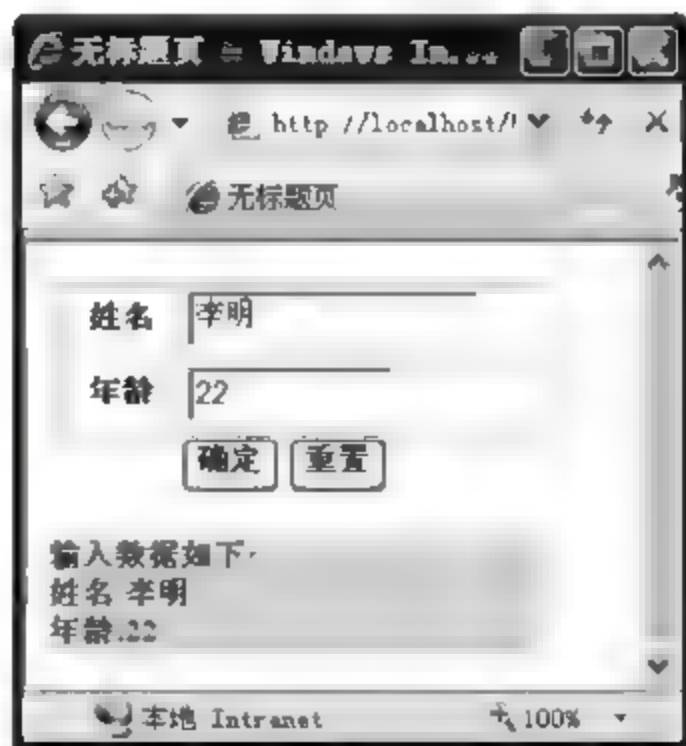 无标题页 - Windows In...
http://localhost/
无标题页
姓名 李明
年龄 22
确定 重置
输入数据如下:
姓名 李明
年龄:22
本地 Intranet 100%